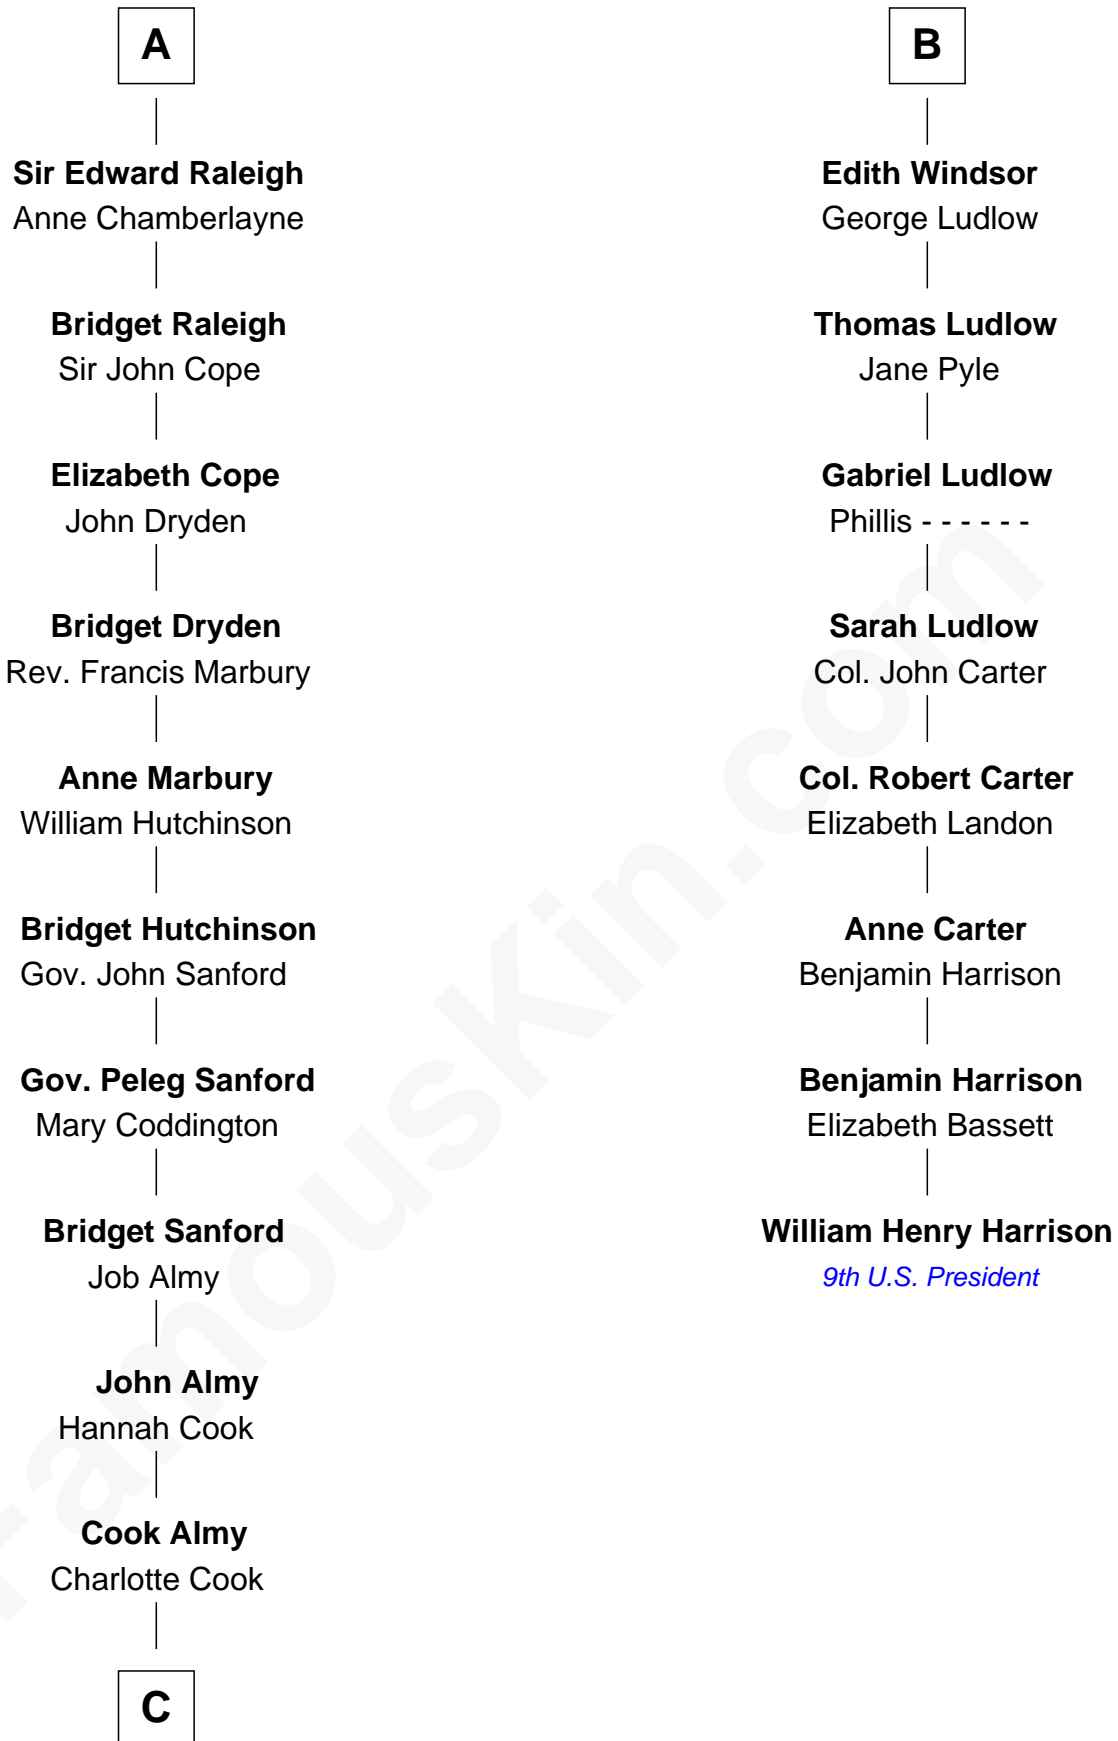 A
Sir Edward Raleigh
Anne Chamberlayne
Bridget Raleigh
Sir John Cope
Elizabeth Cope
John Dryden
Bridget Dryden
Rev. Francis Marbury
Anne Marbury
William Hutchinson
Bridget Hutchinson
Gov. John Sanford
Gov. Peleg Sanford
Mary Coddington
Bridget Sanford
Job Almy
John Almy
Hannah Cook
Cook Almy
Charlotte Cook
C
B
Edith Windsor
George Ludlow
Thomas Ludlow
Jane Pyle
Gabriel Ludlow
Phillis - - - - - -
Sarah Ludlow
Col. John Carter
Col. Robert Carter
Elizabeth Landon
Anne Carter
Benjamin Harrison
Benjamin Harrison
Elizabeth Bassett
William Henry Harrison
9th U.S. President
FamousKin.com